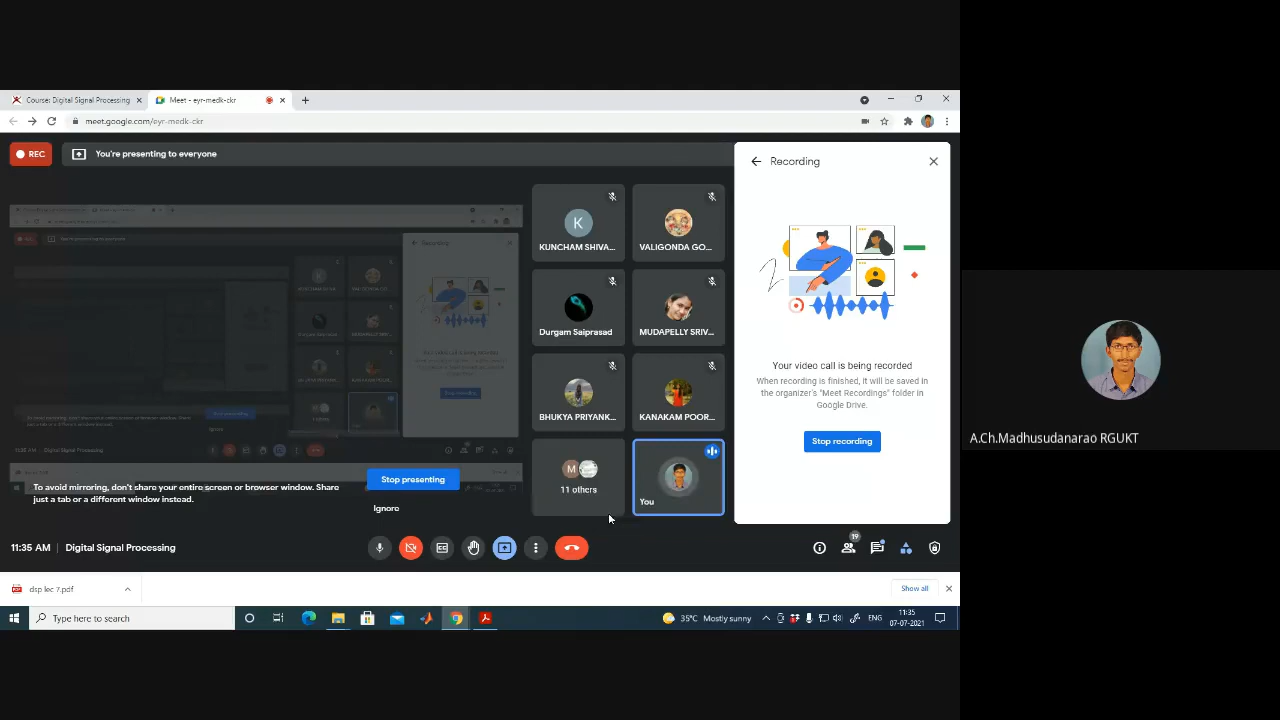 Course: Digital Signal Processing
Meet - eyr-medk-ckr
meet.google.com/eyr-medk-ckr
REC
You're presenting to everyone
Recording
KUNCHAM SHIVA...
VALIGONDA GO...
Durgam Saiprasad
MUDAPELLY SRIV...
BHUKYA PRIYANK...
KANAKAM POOR...
M
11 others
You
K
Your video call is being recorded
When recording is finished, it will be saved in
the organizer's "Meet Recordings" folder in
Google Drive.
Stop recording
To avoid mirroring, don't share your entire screen or browser window. Share
just a tab or a different window instead.
Stop presenting
Ignore
11:35 AM | Digital Signal Processing
19
dsp lec 7.pdf
Show all
Type here to search
35°C Mostly sunny
ENG
11:35
07-07-2021
A.Ch.Madhusudanarao RGUKT